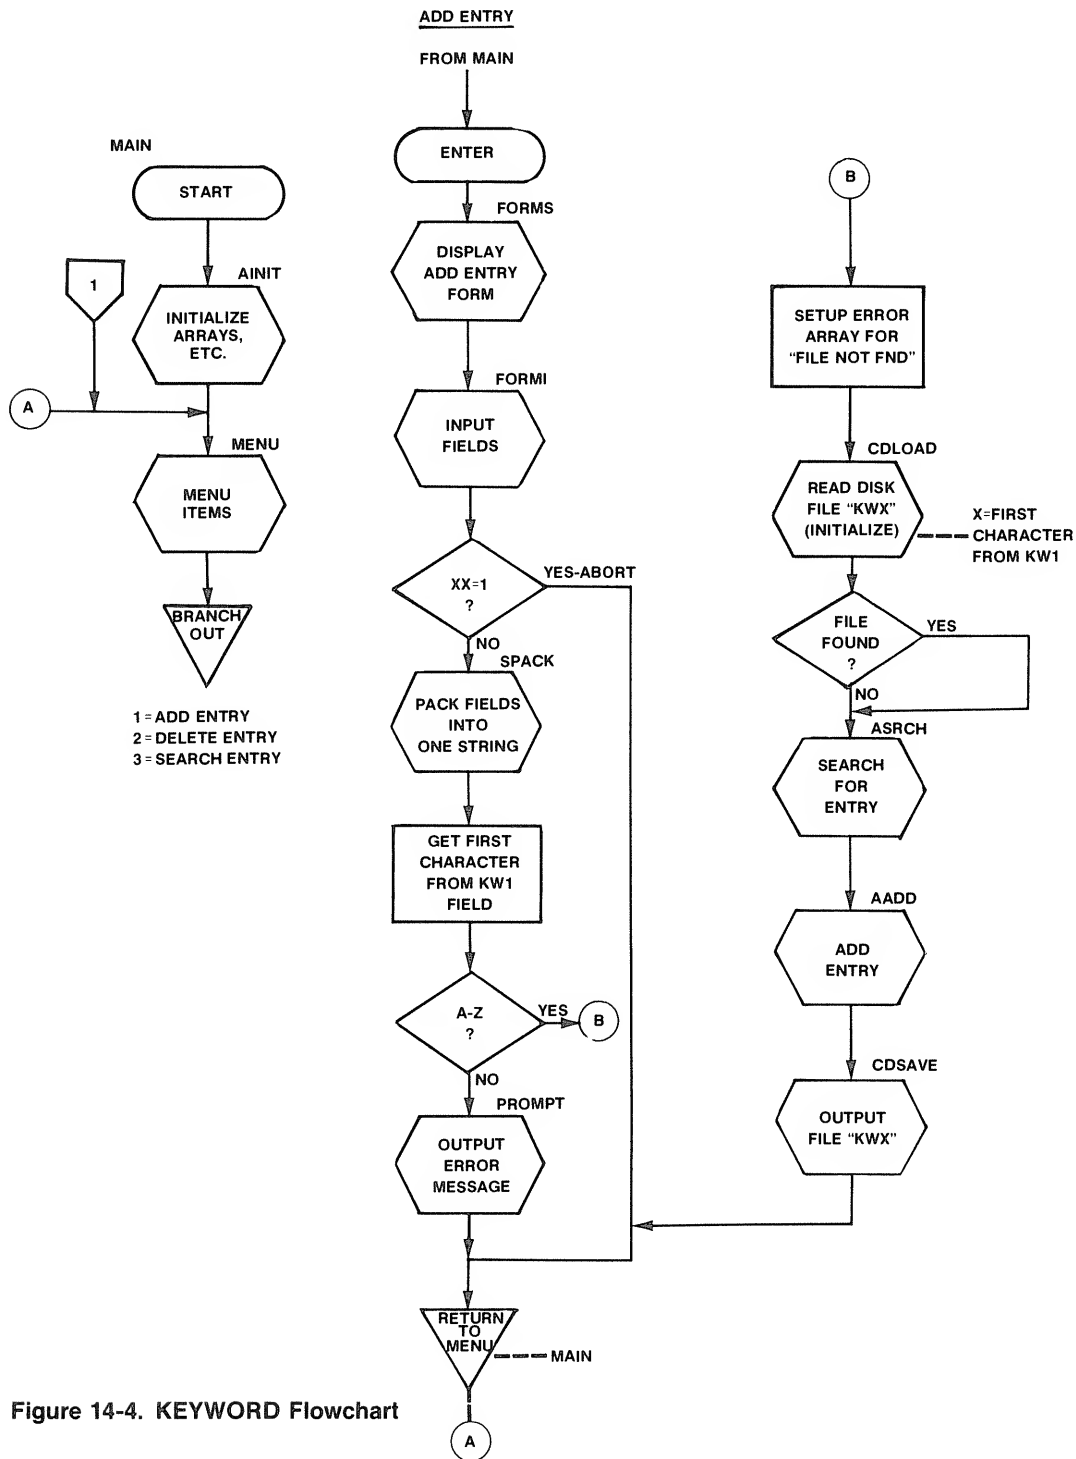 ADD ENTRY
FROM MAIN
ENTER
FORMS
DISPLAY
ADD ENTRY
FORM
FORMI
INPUT
FIELDS
XX=1
?
YES-ABORT
NO
SPACK
PACK FIELDS
INTO
ONE STRING
GET FIRST
CHARACTER
FROM KW1
FIELD
A-Z
?
YES
B
NO
PROMPT
OUTPUT
ERROR
MESSAGE
RETURN
TO
MENU
MAIN
A
MAIN
START
AINIT
1
INITIALIZE
ARRAYS,
ETC.
A
MENU
MENU
ITEMS
BRANCH
OUT
1 = ADD ENTRY
2 = DELETE ENTRY
3 = SEARCH ENTRY
B
SETUP ERROR
ARRAY FOR
“FILE NOT FND”
CDLOAD
READ DISK
FILE “KWX”
(INITIALIZE)
X=FIRST
CHARACTER
FROM KW1
FILE
FOUND
?
YES
NO
ASRCH
SEARCH
FOR
ENTRY
AADD
ADD
ENTRY
CDSAVE
OUTPUT
FILE “KWX”
Figure 14-4. KEYWORD Flowchart